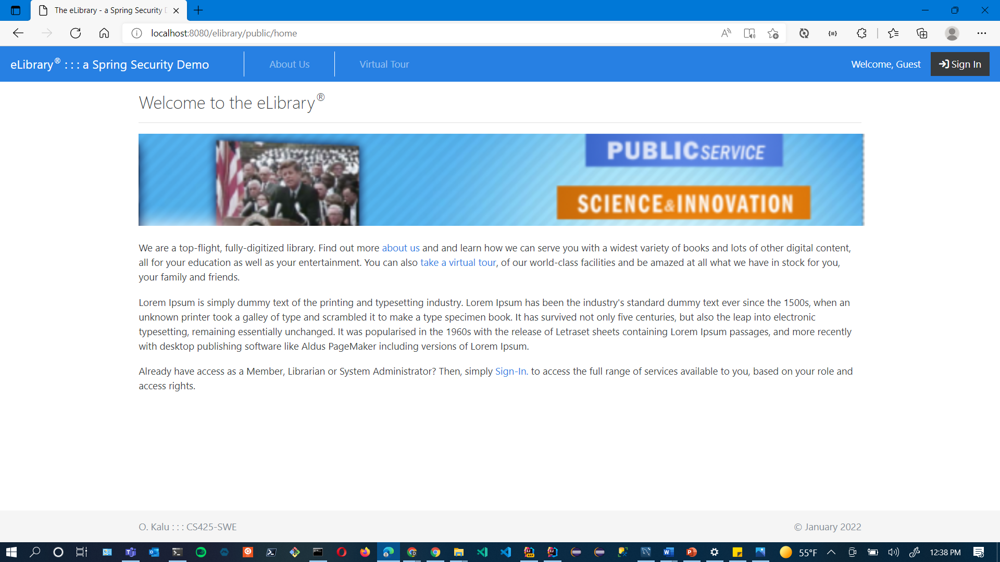 The eLibrary - a Spring Security
localhost:8080/elibrary/public/home
eLibrary® : : : a Spring Security Demo
About Us
Virtual Tour
Welcome, Guest
Sign In
Welcome to the eLibrary®
PUBLIC SERVICE
SCIENCE & INNOVATION
We are a top-flight, fully-digitized library. Find out more about us and and learn how we can serve you with a widest variety of books and lots of other digital content,
all for your education as well as your entertainment. You can also take a virtual tour, of our world-class facilities and be amazed at all what we have in stock for you,
your family and friends.
Lorem Ipsum is simply dummy text of the printing and typesetting industry. Lorem Ipsum has been the industry's standard dummy text ever since the 1500s, when an
unknown printer took a galley of type and scrambled it to make a type specimen book. It has survived not only five centuries, but also the leap into electronic
typesetting, remaining essentially unchanged. It was popularised in the 1960s with the release of Letraset sheets containing Lorem Ipsum passages, and more recently
with desktop publishing software like Aldus PageMaker including versions of Lorem Ipsum.
Already have access as a Member, Librarian or System Administrator? Then, simply Sign-In. to access the full range of services available to you, based on your role and
access rights.
O. Kalu : : : CS425-SWE
© January 2022
55°F
12:38 PM